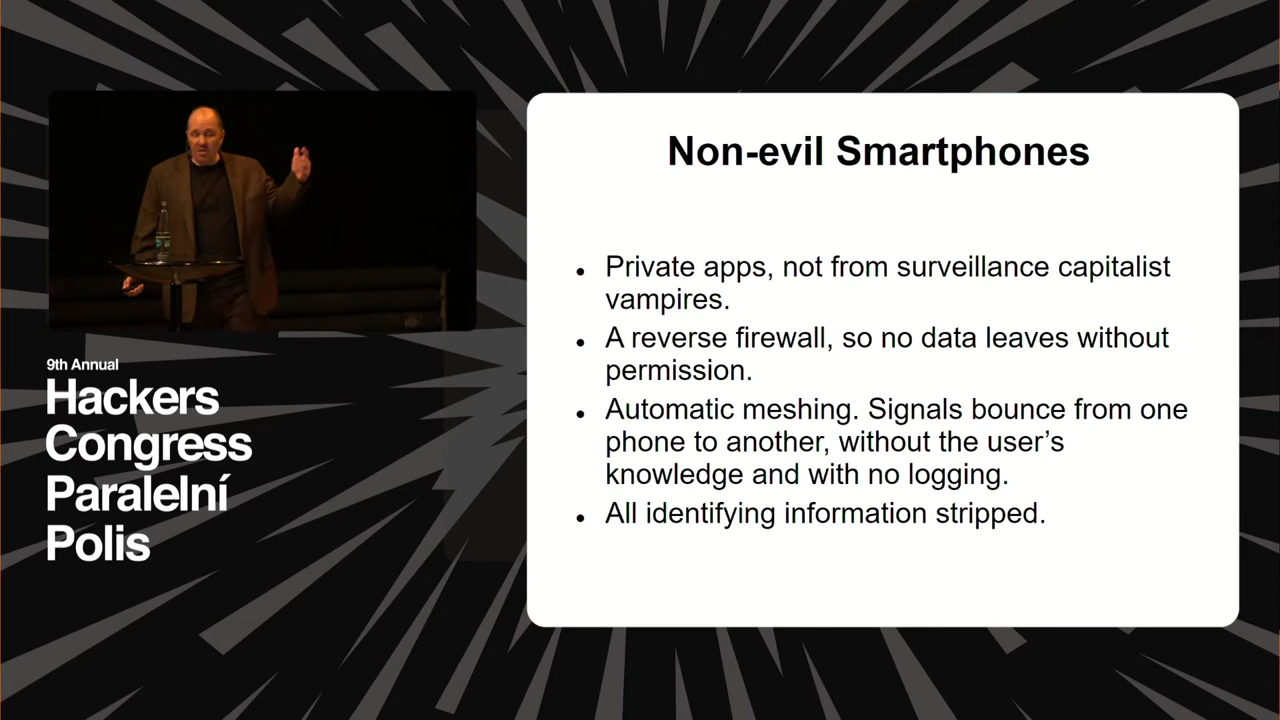 9th Annual
Hackers
Congress
Paralelní
Polis
Non-evil Smartphones
• Private apps, not from surveillance capitalist
vampires.
• A reverse firewall, so no data leaves without
permission.
• Automatic meshing. Signals bounce from one
phone to another, without the user’s
knowledge and with no logging.
• All identifying information stripped.